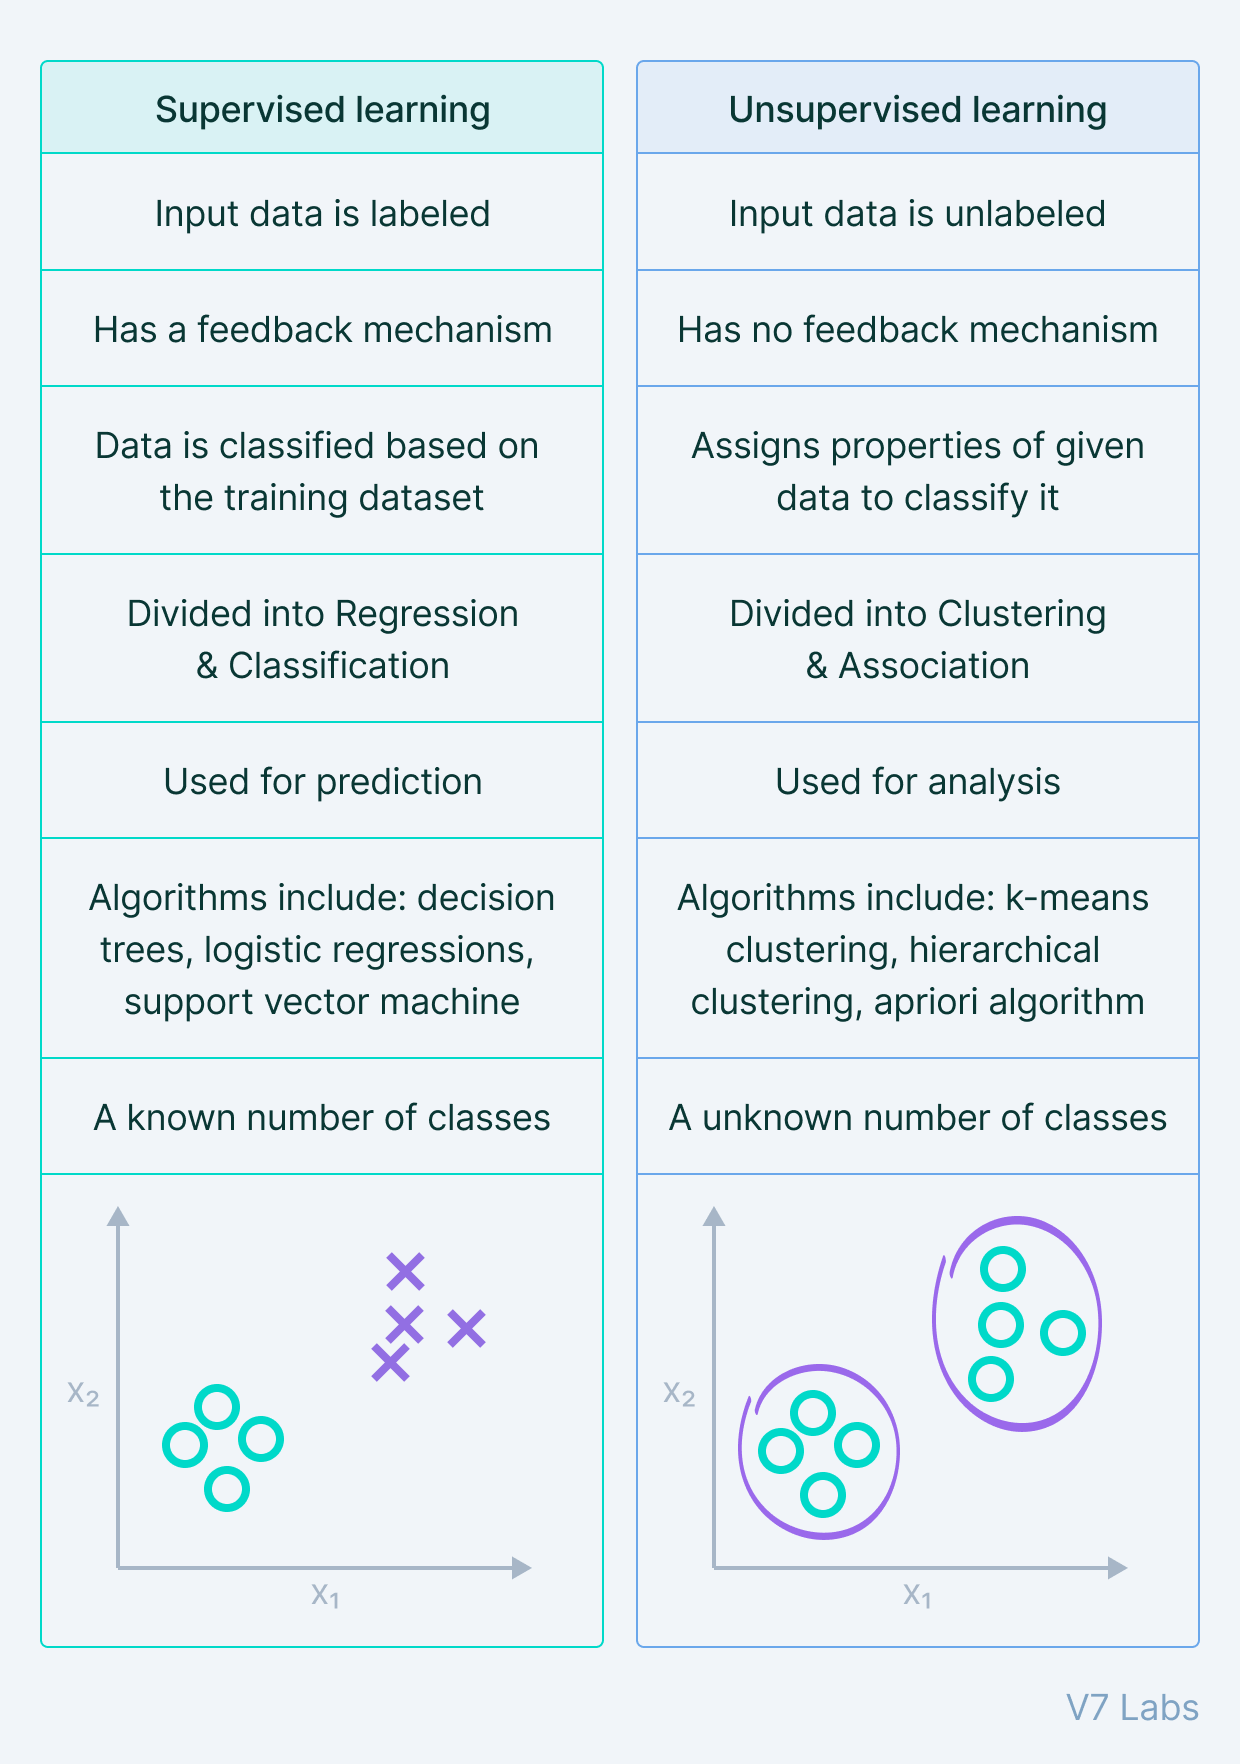 Supervised learning
Input data is labeled
Has a feedback mechanism
Data is classified based on
the training dataset
Divided into Regression
& Classification
Used for prediction
Algorithms include: decision
trees, logistic regressions,
support vector machine
A known number of classes
X₂
X₁
Unsupervised learning
Input data is unlabeled
Has no feedback mechanism
Assigns properties of given
data to classify it
Divided into Clustering
& Association
Used for analysis
Algorithms include: k-means
clustering, hierarchical
clustering, apriori algorithm
A unknown number of classes
X₂
X₁
V7 Labs